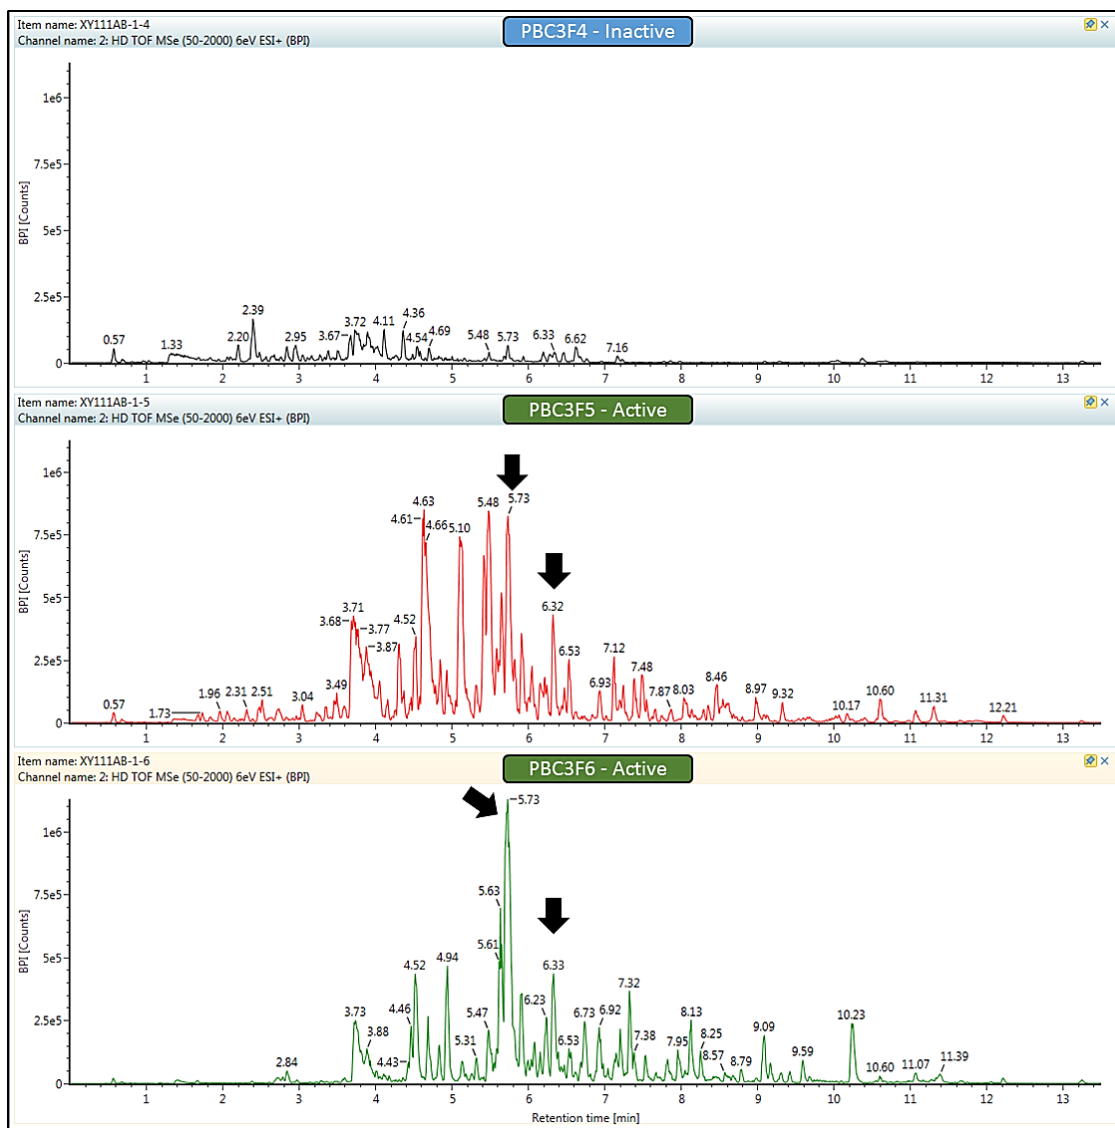 Item name: XY111AB-1-4
Channel name: 2: HD TOF MSe (50-2000) 6eV ESI+ (BPI)
PBC3F4 - Inactive
BPI [Counts]
1e6
7.5e5
5e5
2.5e5
0
0.57 1.33 2.20 2.39 2.95 3.67 3.72 4.11 4.36 4.54 4.69 5.48 5.73 6.33 6.62 7.16
1 2 3 4 5 6 7 8 9 10 11 12 13
Item name: XY111AB-1-5
Channel name: 2: HD TOF MSe (50-2000) 6eV ESI+ (BPI)
PBC3F5 - Active
BPI [Counts]
1e6
7.5e5
5e5
2.5e5
0
0.57 1.73 1.96 2.31 2.51 3.04 3.49 3.68 3.71 3.77 3.87 4.52 4.61 4.63 4.66 5.10 5.48 5.73 6.32 6.53 6.93 7.12 7.48 7.87 8.03 8.46 8.97 9.32 10.17 10.60 11.31 12.21
1 2 3 4 5 6 7 8 9 10 11 12 13
Item name: XY111AB-1-6
Channel name: 2: HD TOF MSe (50-2000) 6eV ESI+ (BPI)
PBC3F6 - Active
BPI [Counts]
1e6
7.5e5
5e5
2.5e5
0
2.84 3.73 3.88 4.43 4.46 4.52 4.94 5.31 5.47 5.61 5.63 5.73 6.23 6.33 6.53 6.73 6.92 7.32 7.38 7.95 8.13 8.25 8.57 8.79 9.09 9.59 10.23 10.60 11.07 11.39
1 2 3 4 5 6 7 8 9 10 11 12 13
Retention time [min]